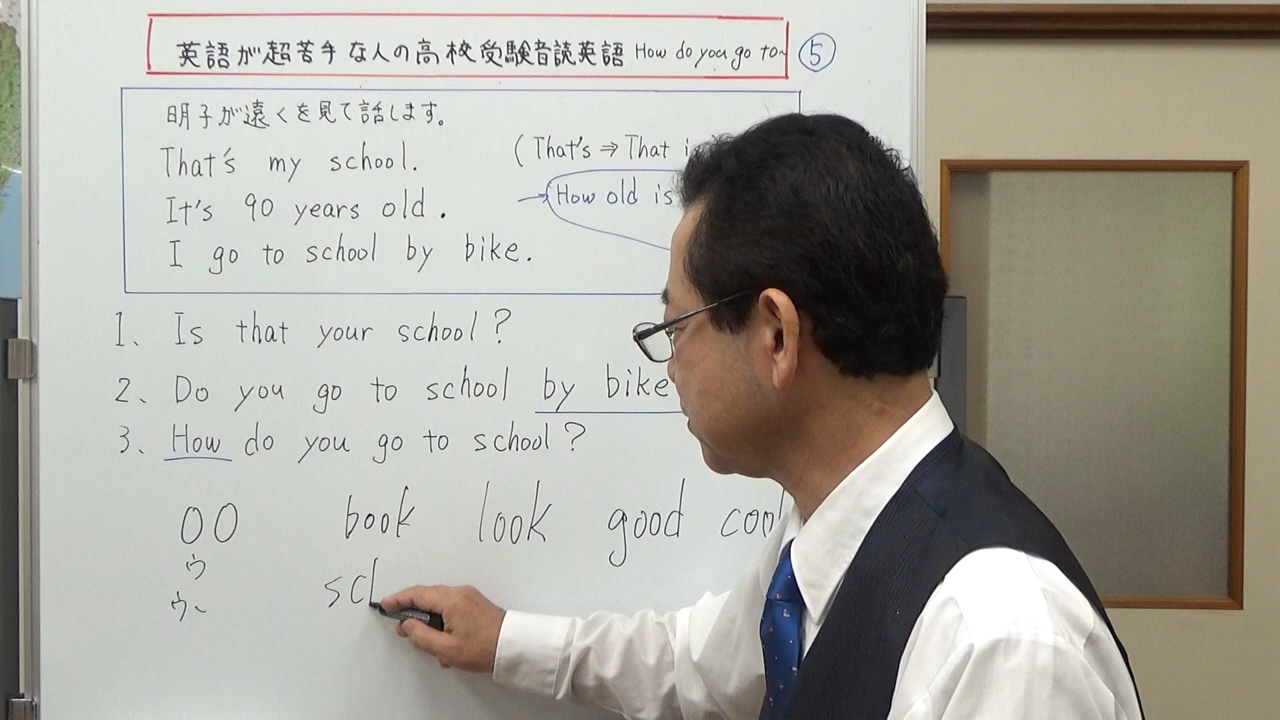 英語が超苦手な人の高校受験音読英語 How do you go to~ ⑤
明子が遠くを見て話します。
That's my school. (That's ⇒ That
It's 90 years old. → How old is
I go to school by bike.
1、Is that your school?
2、Do you go to school by bike
3、How do you go to school?
oo book look good
ウ
ウ~ sch